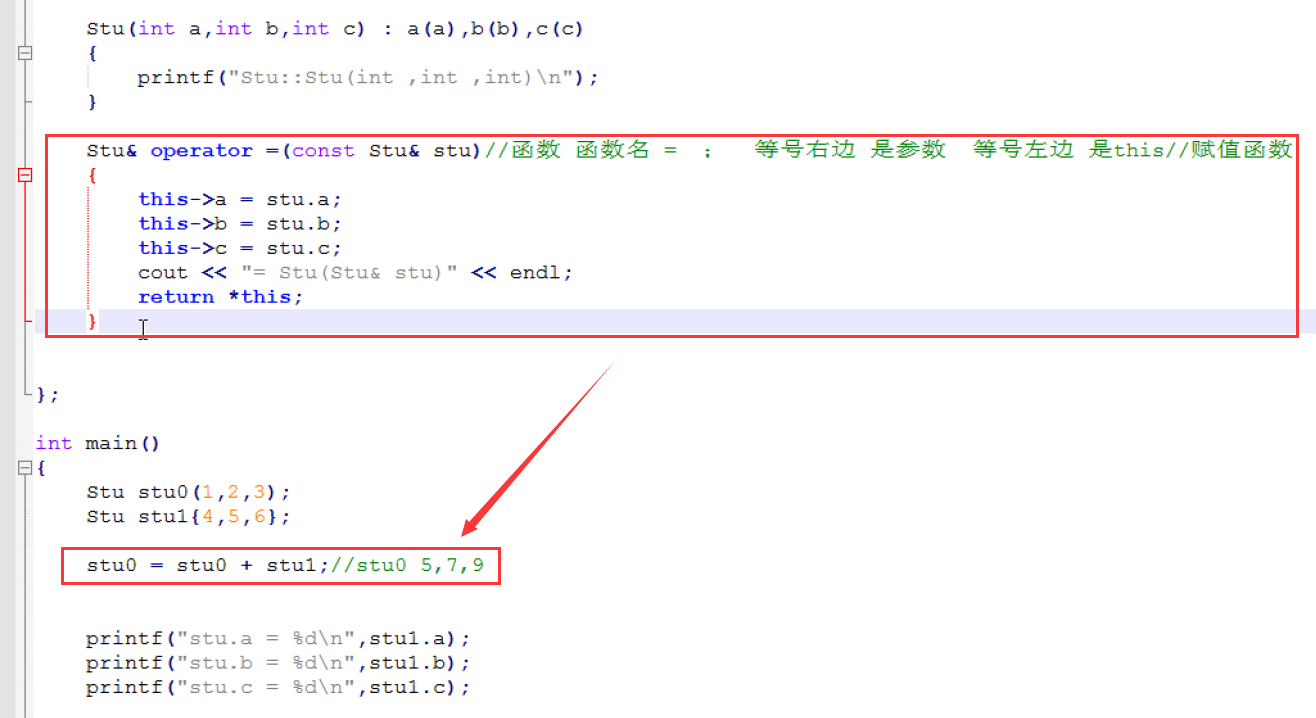 Stu(int a,int b,int c) : a(a),b(b),c(c)
{
printf("Stu::Stu(int ,int ,int)\n");
}
Stu& operator =(const Stu& stu)//函数 函数名 = ； 等号右边 是参数 等号左边 是this//赋值函数
{
this->a = stu.a;
this->b = stu.b;
this->c = stu.c;
cout << "= Stu(Stu& stu)" << endl;
return *this;
}
};
int main()
{
Stu stu0(1,2,3);
Stu stu1{4,5,6};
stu0 = stu0 + stu1;//stu0 5,7,9
printf("stu.a = %d\n",stu1.a);
printf("stu.b = %d\n",stu1.b);
printf("stu.c = %d\n",stu1.c);